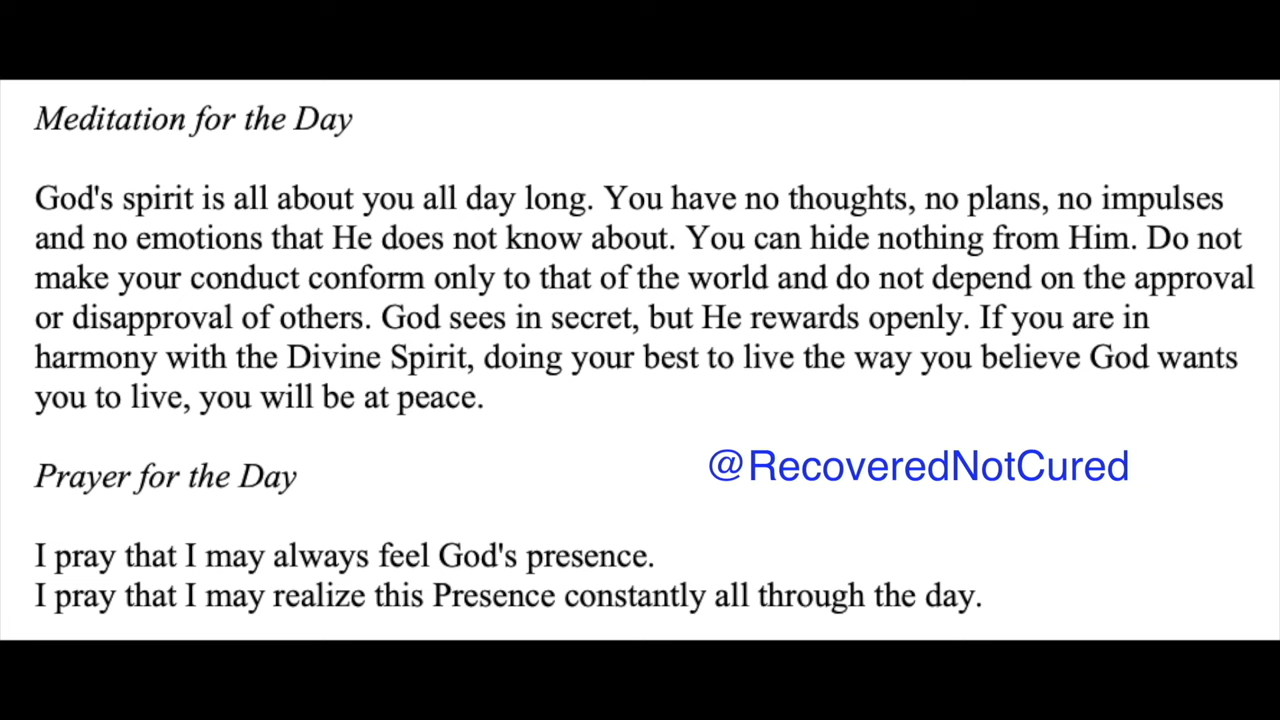 Meditation for the Day
God's spirit is all about you all day long. You have no thoughts, no plans, no impulses
and no emotions that He does not know about. You can hide nothing from Him. Do not
make your conduct conform only to that of the world and do not depend on the approval
or disapproval of others. God sees in secret, but He rewards openly. If you are in
harmony with the Divine Spirit, doing your best to live the way you believe God wants
you to live, you will be at peace.
Prayer for the Day
@RecoveredNotCured
I pray that I may always feel God's presence.
I pray that I may realize this Presence constantly all through the day.